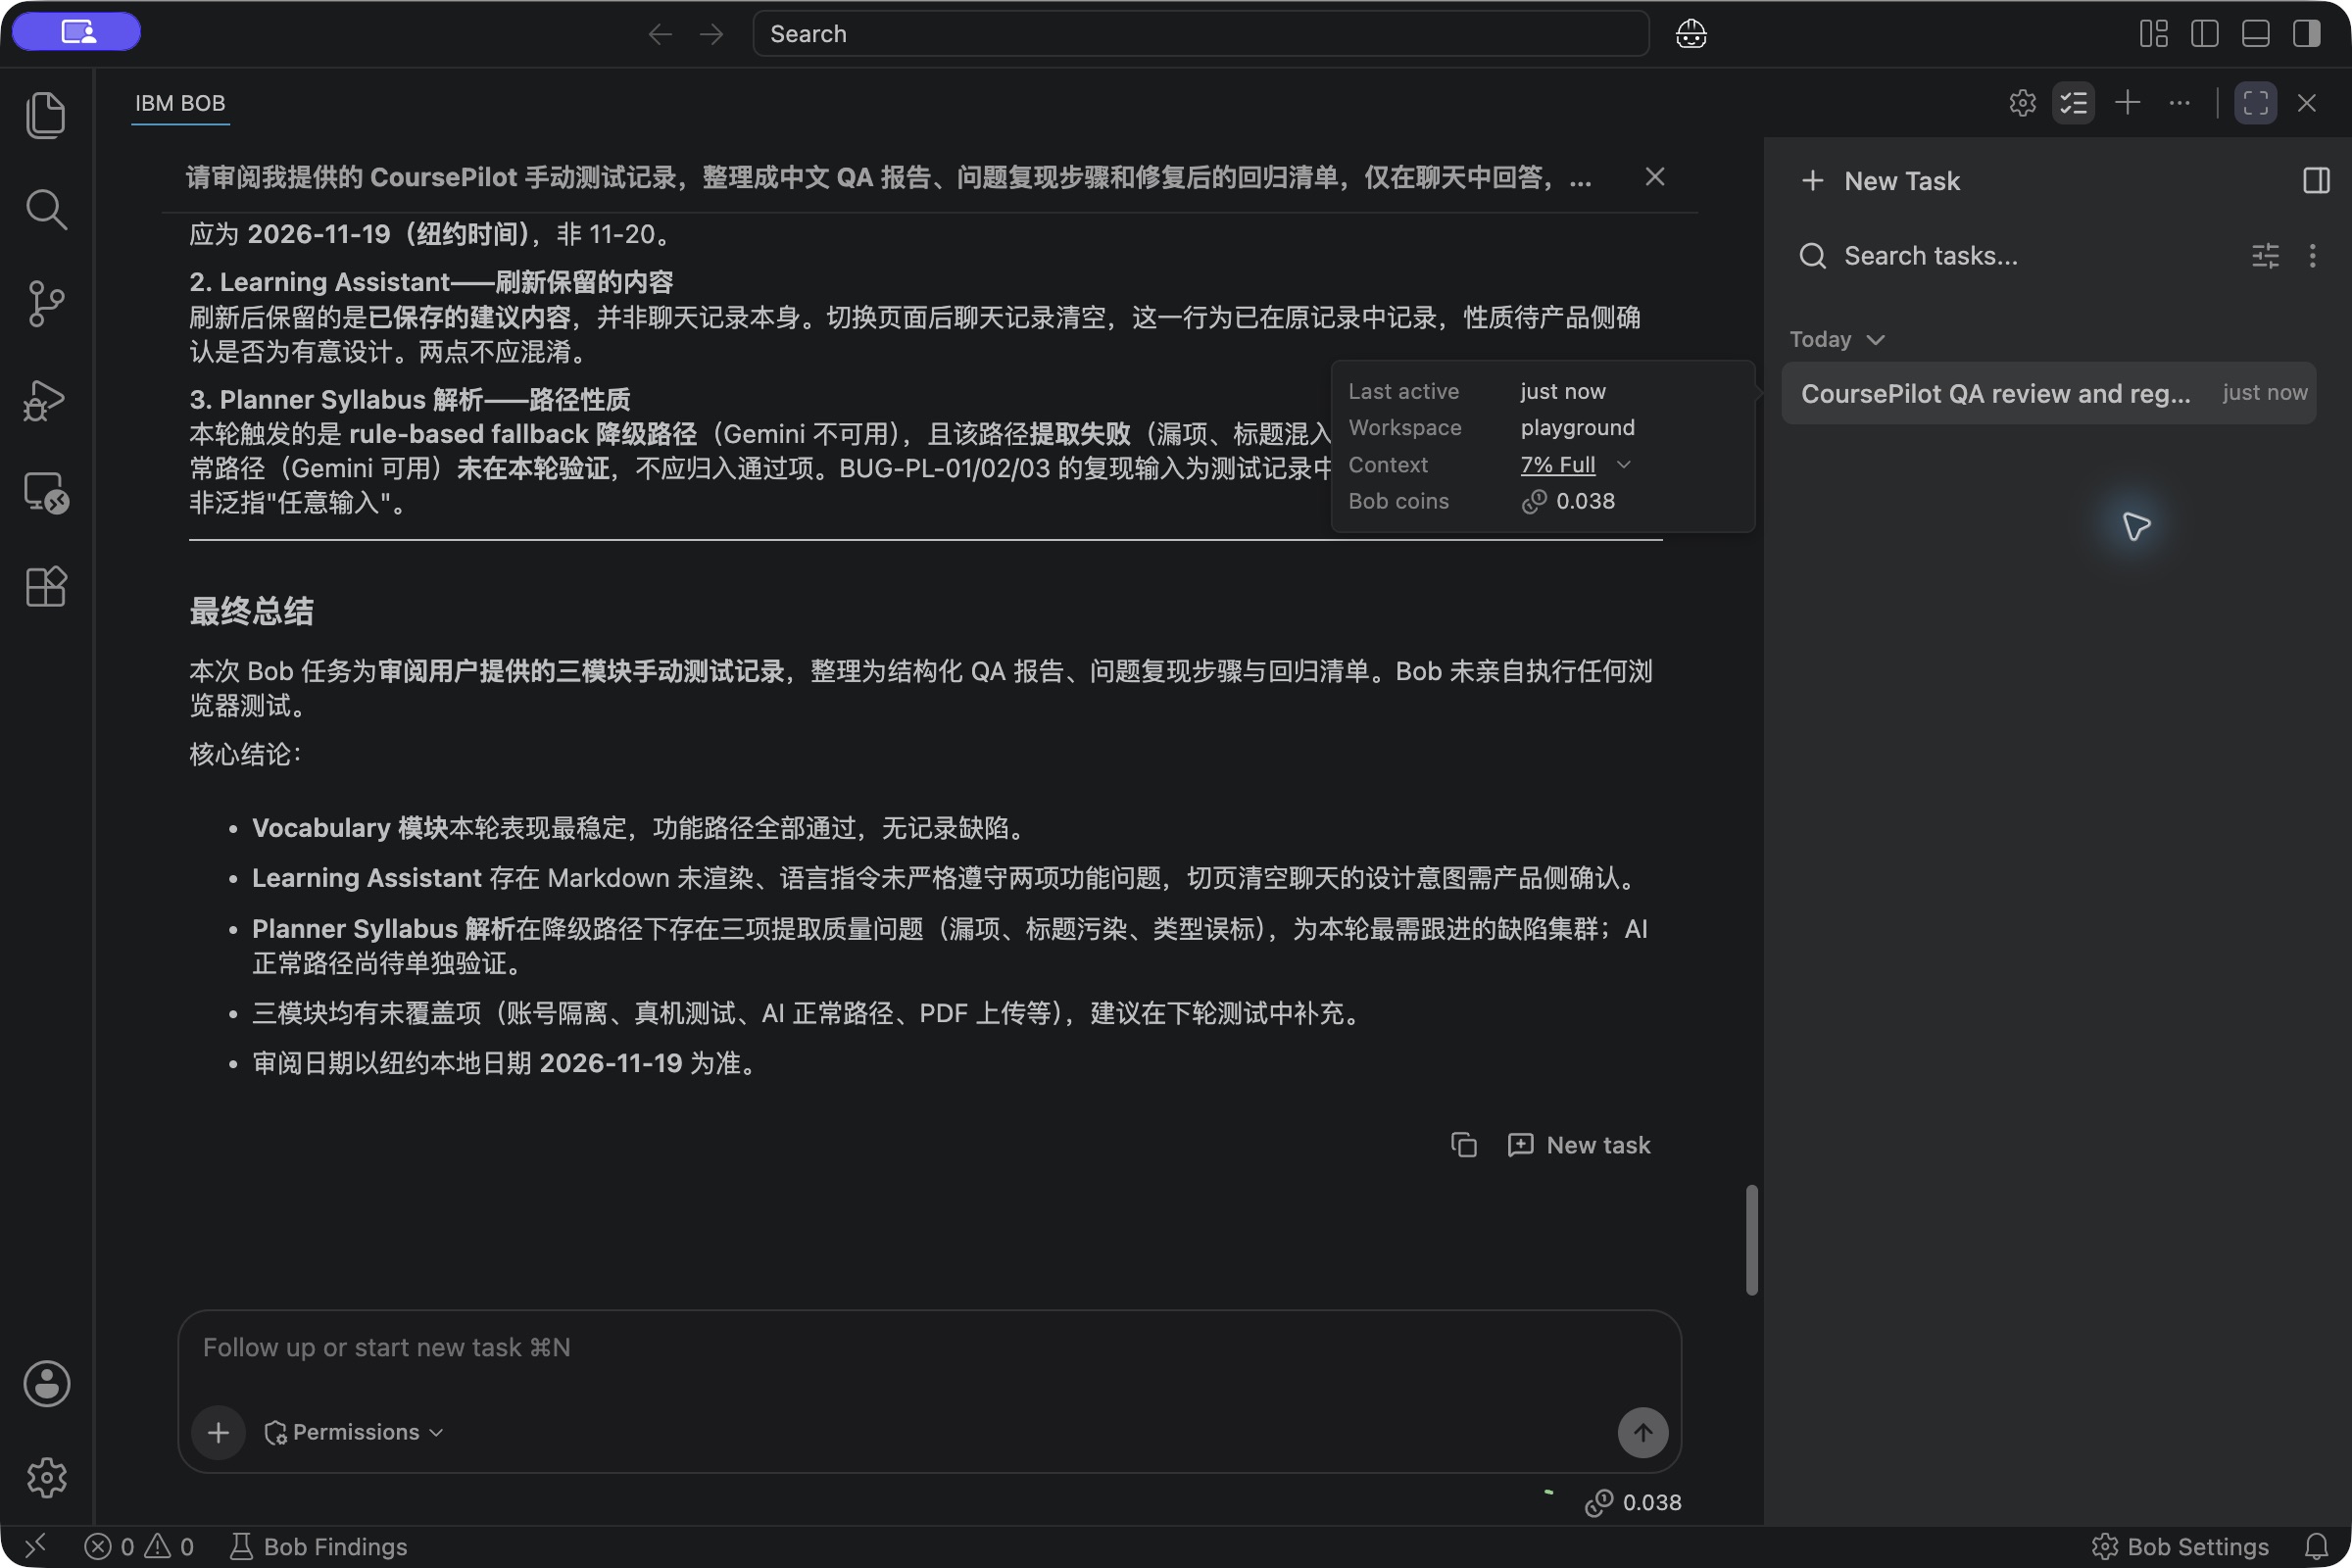 Search
IBM BOB
请审阅我提供的 CoursePilot 手动测试记录，整理成中文 QA 报告、问题复现步骤和修复后的回归清单，仅在聊天中回答，...
应为 2026-11-19（纽约时间），非 11-20。
2. Learning Assistant——刷新保留的内容
刷新后保留的是已保存的建议内容，并非聊天记录本身。切换页面后聊天记录清空，这一行为已在原记录中记录，性质待产品侧确
认是否为有意设计。两点不应混淆。
3. Planner Syllabus 解析——路径性质
本轮触发的是 rule-based fallback 降级路径（Gemini 不可用），且该路径提取失败（漏项、标题混入
常路径（Gemini 可用）未在本轮验证，不应归入通过项。BUG-PL-01/02/03 的复现输入为测试记录中
非泛指"任意输入"。
Last active just now
Workspace playground
Context 7% Full
Bob coins 0.038
最终总结
本次 Bob 任务为审阅用户提供的三模块手动测试记录，整理为结构化 QA 报告、问题复现步骤与回归清单。Bob 未亲自执行任何浏
览器测试。
核心结论：
• Vocabulary 模块本轮表现最稳定，功能路径全部通过，无记录缺陷。
• Learning Assistant 存在 Markdown 未渲染、语言指令未严格遵守两项功能问题，切页清空聊天的设计意图需产品侧确认。
• Planner Syllabus 解析在降级路径下存在三项提取质量问题（漏项、标题污染、类型误标），为本轮最需跟进的缺陷集群；AI
正常路径尚待单独验证。
• 三模块均有未覆盖项（账号隔离、真机测试、AI 正常路径、PDF 上传等），建议在下轮测试中补充。
• 审阅日期以纽约本地日期 2026-11-19 为准。
New task
Follow up or start new task ⌘N
Permissions
0.038
New Task
Search tasks...
Today
CoursePilot QA review and reg... just now
0 0 Bob Findings
Bob Settings